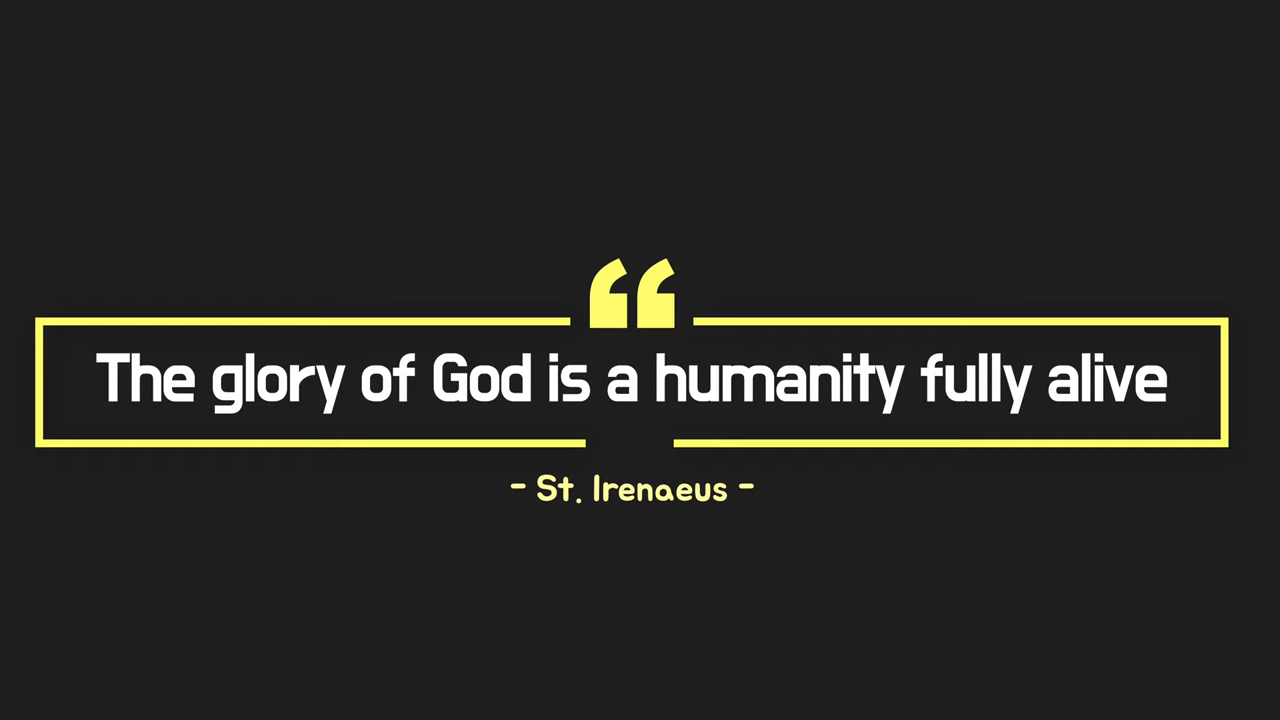 “
The glory of God is a humanity fully alive
- St. Irenaeus -